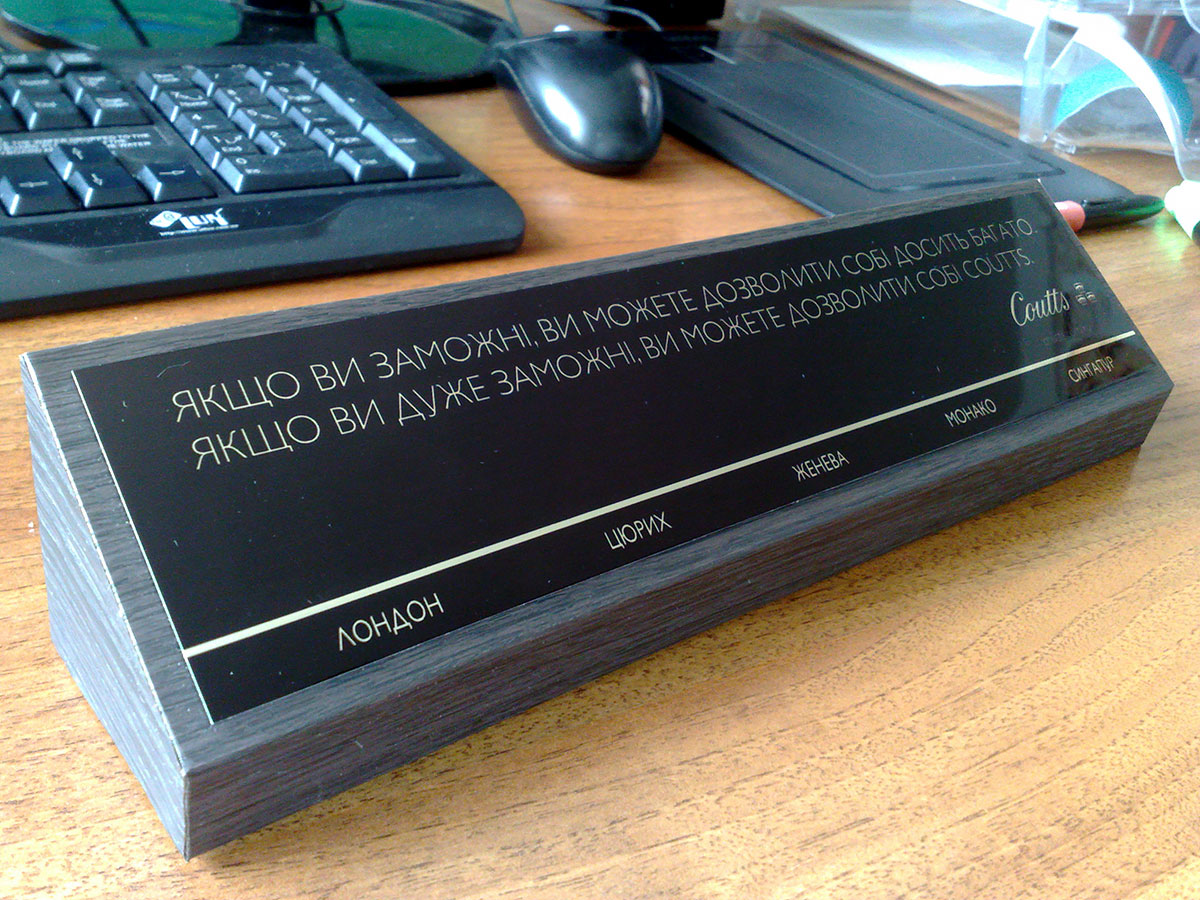 ЯКЩО ВИ ЗАМОЖНІ, ВИ МОЖЕТЕ ДОЗВОЛИТИ СОБІ ДОСИТЬ БАГАТО.
ЯКЩО ВИ ДУЖЕ ЗАМОЖНІ, ВИ МОЖЕТЕ ДОЗВОЛИТИ СОБІ COUTTS.
Coutts
ЛОНДОН
ЦЮРИХ
ЖЕНЕВА
МОНАКО
СИНГАПУР